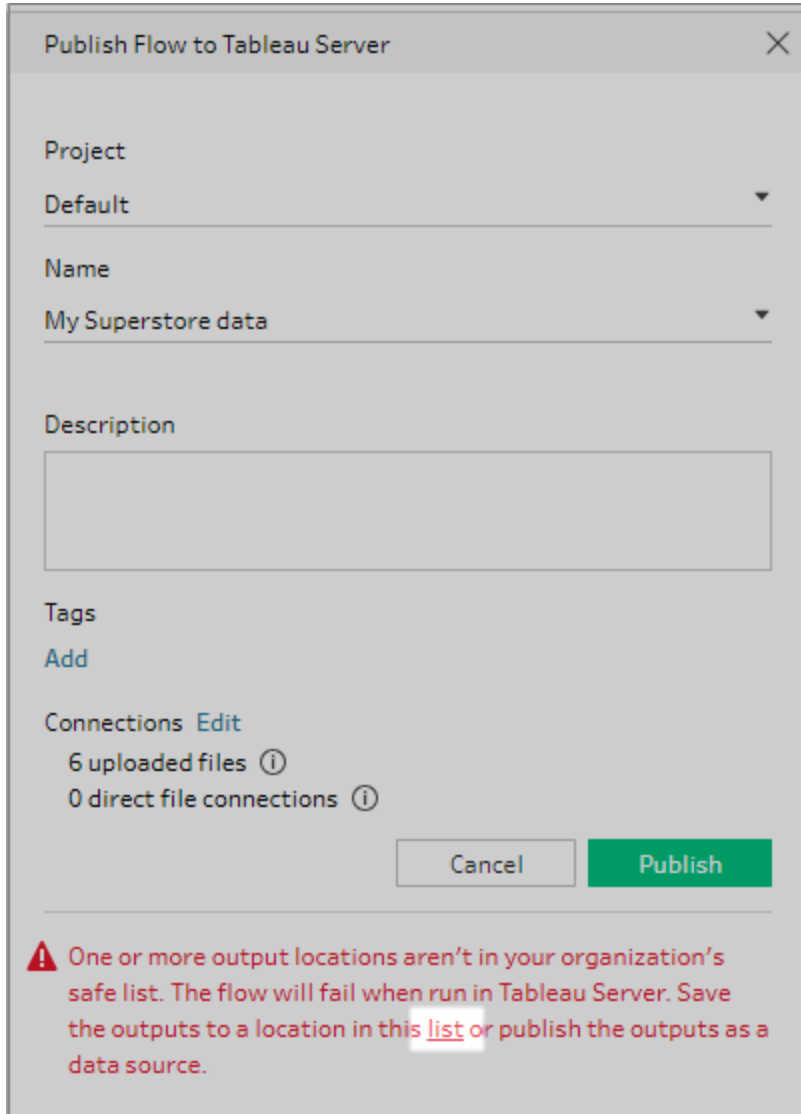 Publish Flow to Tableau Server
Project
Default
Name
My Superstore data
Description
Tags
Add
Connections Edit
6 uploaded files
0 direct file connections
Cancel Publish
One or more output locations aren't in your organization's
safe list. The flow will fail when run in Tableau Server. Save
the outputs to a location in this list or publish the outputs as a
data source.